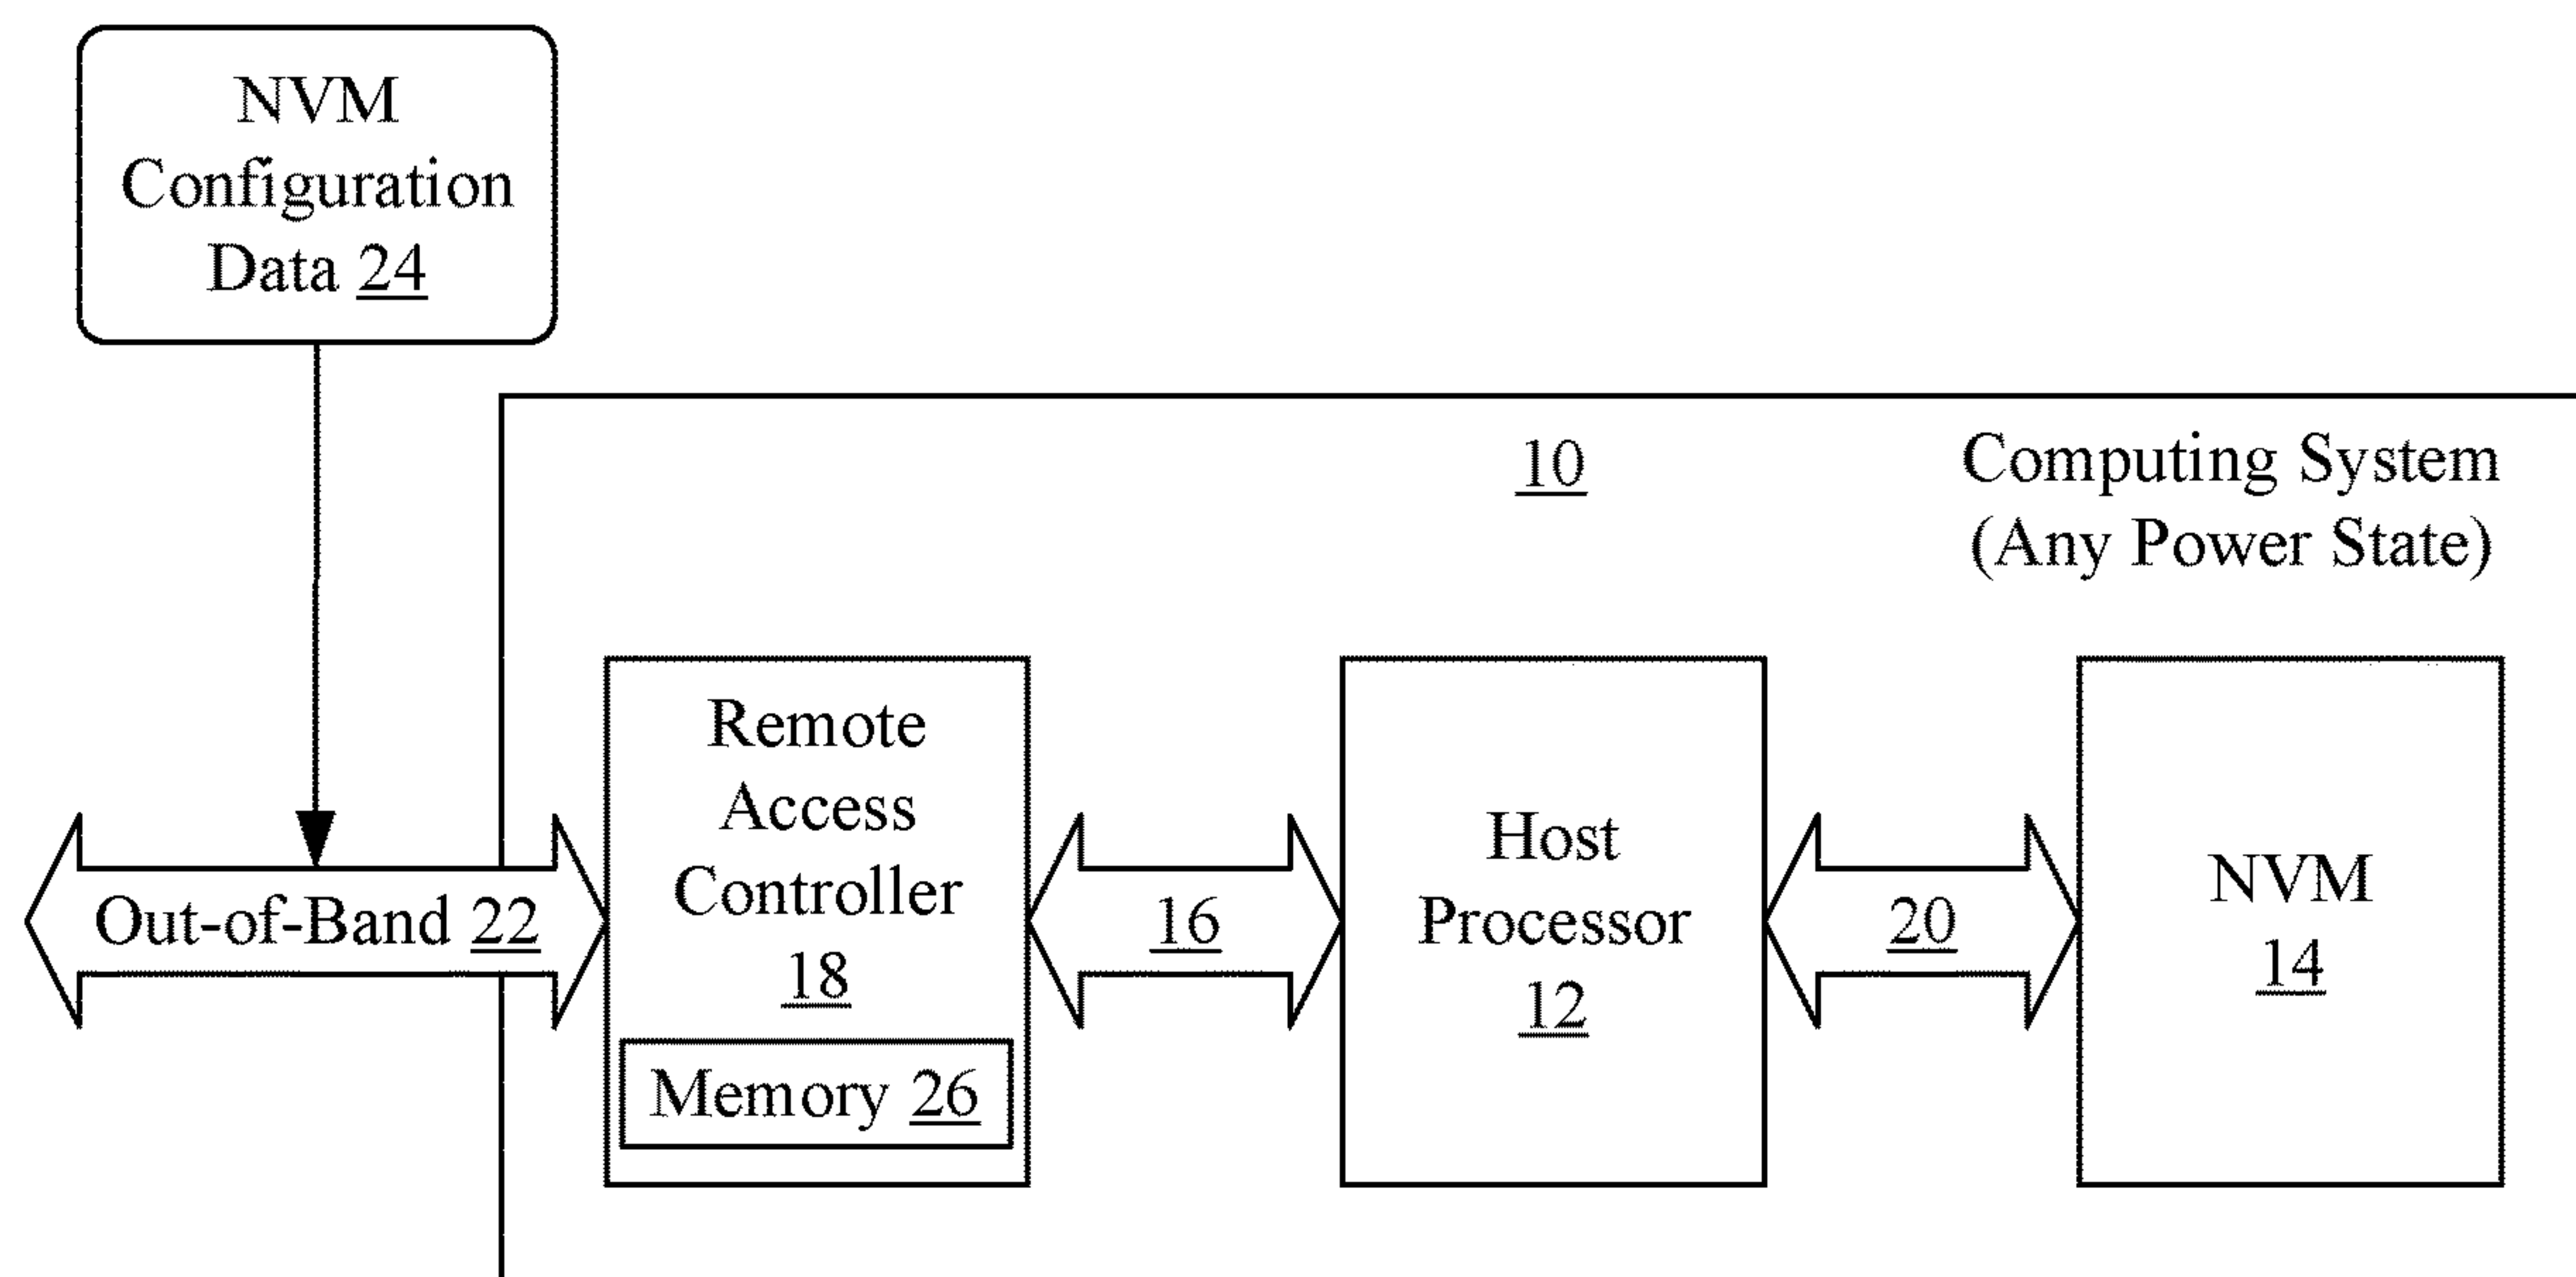 NVM
Configuration
Data 24
10
Computing System
(Any Power State)
Out-of-Band 22
Remote
Access
Controller
18
Memory 26
16
Host
Processor
12
20
NVM
14